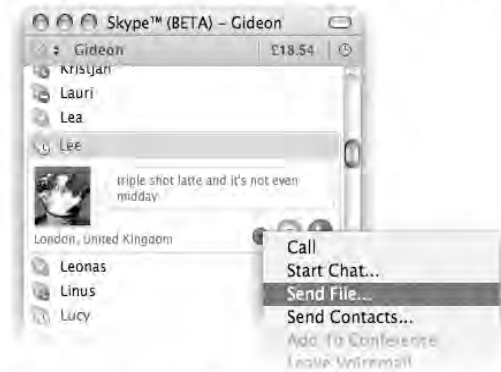 Skype™ (BETA) – Gideon
Gideon £18.54
Kristjan
Lauri
Lea
Lee
triple shot latte and it's not even
midday
London, United Kingdom
Leonas
Linus
Lucy
Call
Start Chat...
Send File...
Send Contacts...
Add To Conference
Leave Voicemail